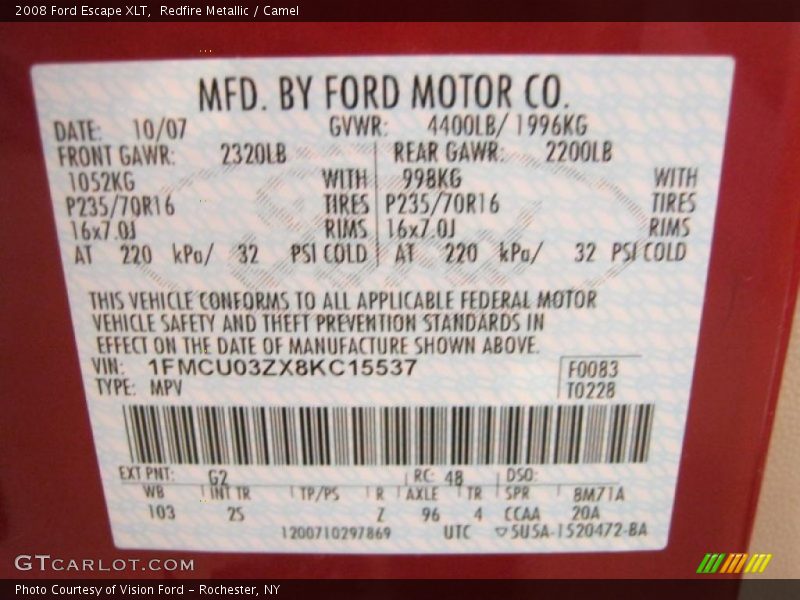 2008 Ford Escape XLT,  Redfire Metallic / Camel
MFD. BY FORD MOTOR CO.
DATE: 10/07 GVWR: 4400LB/ 1996KG
FRONT GAWR: 2320LB REAR GAWR: 2200LB
1052KG WITH 998KG WITH
P235/70R16 TIRES P235/70R16 TIRES
16x7.0J RIMS 16x7.0J RIMS
AT 220 kPa/ 32 PSI COLD AT 220 kPa/ 32 PSI COLD
THIS VEHICLE CONFORMS TO ALL APPLICABLE FEDERAL MOTOR
VEHICLE SAFETY AND THEFT PREVENTION STANDARDS IN
EFFECT ON THE DATE OF MANUFACTURE SHOWN ABOVE.
VIN: 1FMCU03ZX8KC15537 F0083
TYPE: MPV T0228
EXT PNT: G2 RC: 48 DSO:
WB INT TR TP/PS R AXLE TR SPR 8M71A
103 2S Z 96 4 CCAA 20A
1200710297869 UTC ▽5U5A-1520472-BA
GTCARLOT.COM
Photo Courtesy of Vision Ford - Rochester, NY